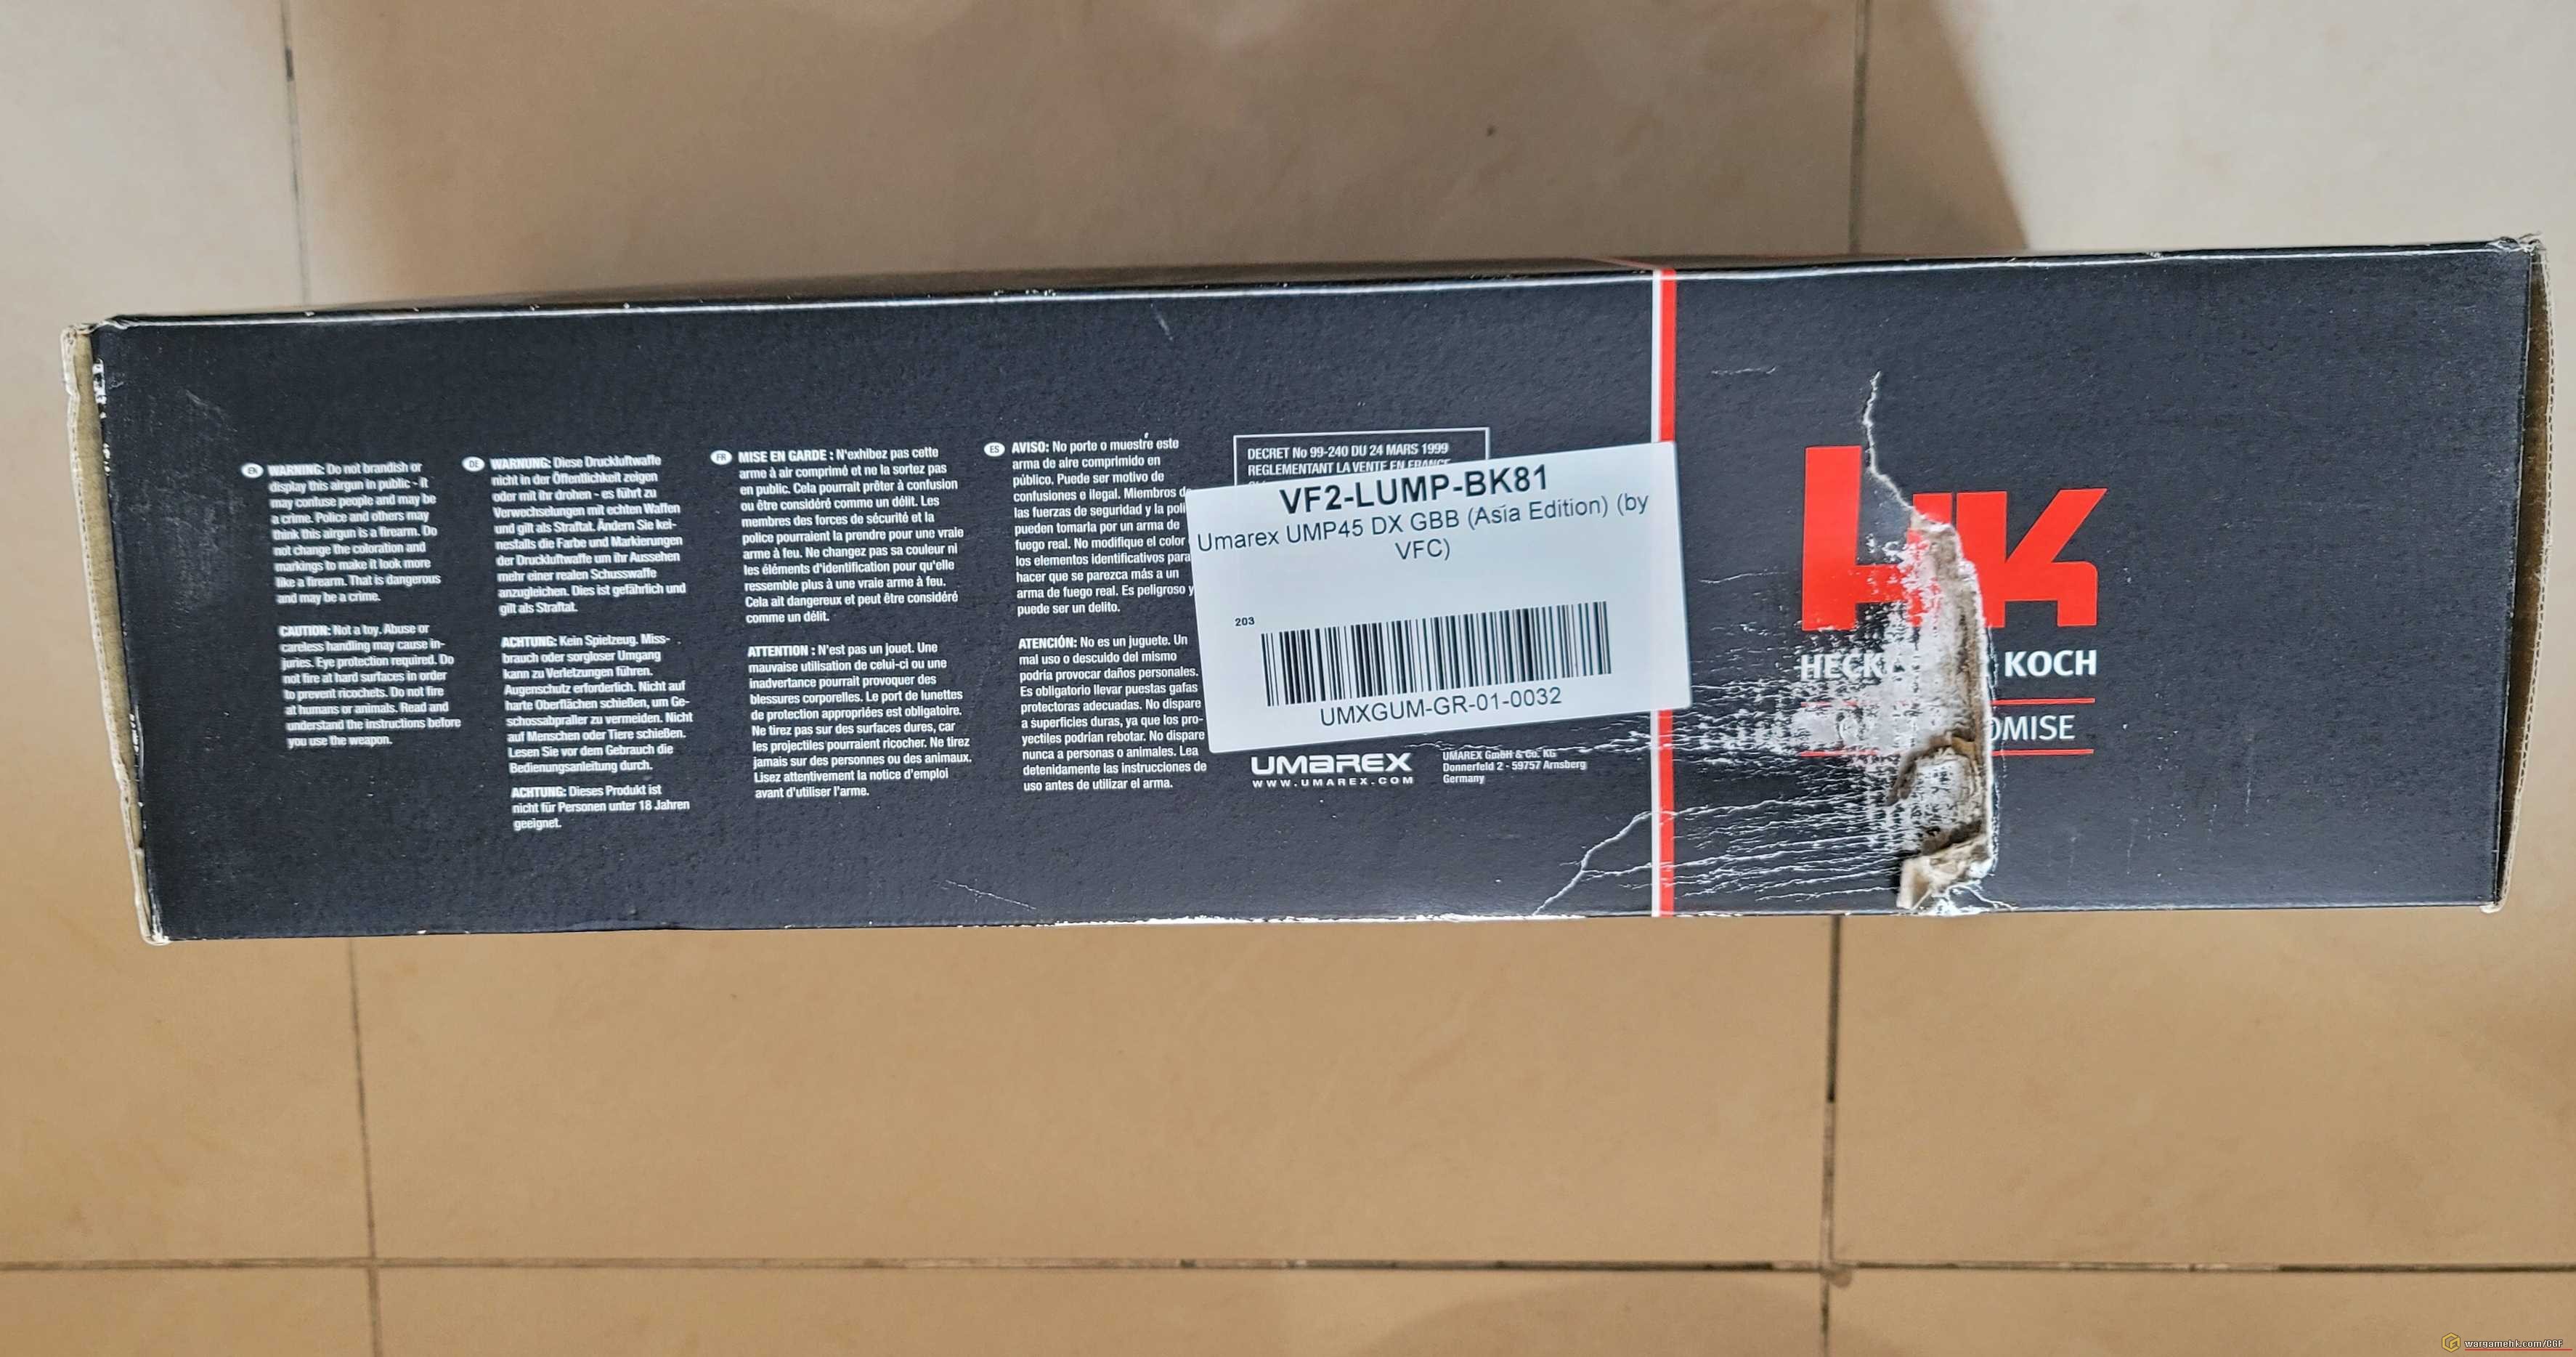 EN WARNING: Do not brandish or
display this airgun in public - it
may confuse people and may be
a crime. Police and others may
think this airgun is a firearm. Do
not change the coloration and
markings to make it look more
like a firearm. That is dangerous
and may be a crime.
CAUTION: Not a toy. Abuse or
careless handling may cause in-
juries. Eye protection required. Do
not fire at hard surfaces in order
to prevent ricochets. Do not fire
at humans or animals. Read and
understand the instructions before
you use the weapon.
DE WARNUNG: Diese Druckluftwaffe
nicht in der Öffentlichkeit zeigen
oder mit ihr drohen - es führt zu
Verwechselungen mit echten Waffen
und gilt als Straftat. Ändern Sie kei-
nesfalls die Farbe und Markierungen
der Druckluftwaffe um ihr Aussehen
mehr einer realen Schusswaffe
anzugleichen. Dies ist gefährlich und
gilt als Straftat.
ACHTUNG: Kein Spielzeug. Miss-
brauch oder sorgloser Umgang
kann zu Verletzungen führen.
Augenschutz erforderlich. Nicht auf
harte Oberflächen schießen, um Ge-
schossabpraller zu vermeiden. Nicht
auf Menschen oder Tiere schießen.
Lesen Sie vor dem Gebrauch die
Bedienungsanleitung durch.
ACHTUNG: Dieses Produkt ist
nicht für Personen unter 18 Jahren
geeignet.
FR MISE EN GARDE : N'exhibez pas cette
arme à air comprimé et ne la sortez pas
en public. Cela pourrait prêter à confusion
ou être considéré comme un délit. Les
membres des forces de sécurité et la
police pourraient la prendre pour une vraie
arme à feu. Ne changez pas sa couleur ni
les éléments d'identification pour qu'elle
ressemble plus à une vraie arme à feu.
Cela ait dangereux et peut être considéré
comme un délit.
ATTENTION : N'est pas un jouet. Une
mauvaise utilisation de celui-ci ou une
inadvertance pourrait provoquer des
blessures corporelles. Le port de lunettes
de protection appropriées est obligatoire.
Ne tirez pas sur des surfaces dures, car
les projectiles pourraient ricocher. Ne tirez
jamais sur des personnes ou des animaux.
Lisez attentivement la notice d'emploi
avant d'utiliser l'arme.
ES AVISO: No porte o muestre este
arma de aire comprimido en
público. Puede ser motivo de
confusiones e ilegal. Miembros de
las fuerzas de seguridad y la poli
pueden tomarla por un arma de
fuego real. No modifique el color
los elementos identificativos para
hacer que se parezca más a un
arma de fuego real. Es peligroso y
puede ser un delito.
ATENCIÓN: No es un juguete. Un
mal uso o descuido del mismo
podría provocar daños personales.
Es obligatorio llevar puestas gafas
protectoras adecuadas. No dispare
a superficies duras, ya que los pro-
yectiles podrían rebotar. No dispare
nunca a personas o animales. Lea
detenidamente las instrucciones de
uso antes de utilizar el arma.
DECRET No 99-240 DU 24 MARS 1999
REGLEMENTANT LA VENTE EN FRANCE
VF2-LUMP-BK81
Umarex UMP45 DX GBB (Asia Edition) (by
VFC)
203
UMXGUM-GR-01-0032
UMAREX
WWW.UMAREX.COM
UMAREX GmbH & Co. KG
Donnerfeld 2 - 59757 Arnsberg
Germany
HK
HECK KOCH
OMISE
wargamehk.com/CGF